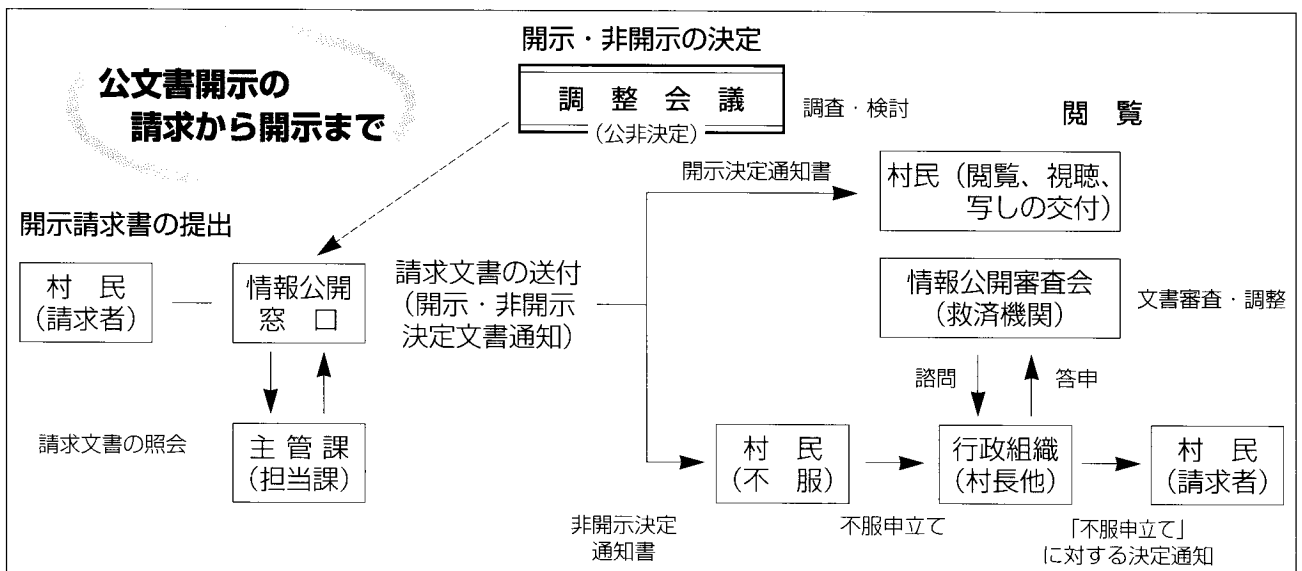 公文書開示の
請求から開示まで
開示・非開示の決定
調整会議
(公非決定)
調査・検討
閲覧
開示決定通知書
村民(閲覧、視聴、
写しの交付)
開示請求書の提出
村民
(請求者)
情報公開
窓口
請求文書の送付
(開示・非開示
決定文書通知)
情報公開審査会
(救済機関)
文書審査・調整
諮問
答申
請求文書の照会
主管課
(担当課)
村民
(不服)
行政組織
(村長他)
村民
(請求者)
非開示決定
通知書
不服申立て
「不服申立て」
に対する決定通知